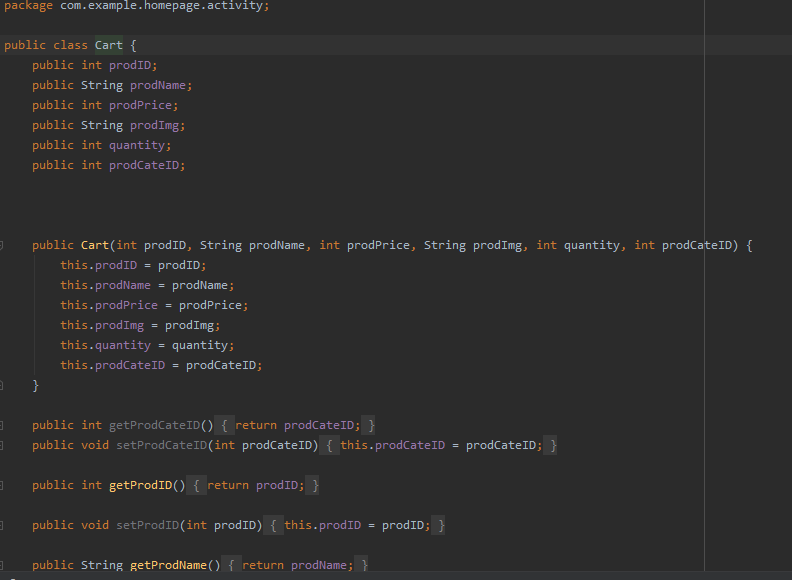 package com.example.homepage.activity;
public class Cart {
public int prodID;
public String prodName;
public int prodPrice;
public String prodImg;
public int quantity;
public int prodCateID;
public Cart(int prodID, String prodName, int prodPrice, String prodImg, int quantity, int prodCateID) {
this.prodID = prodID;
this.prodName = prodName;
this.prodPrice = prodPrice;
this.prodImg = prodImg;
this.quantity = quantity;
this.prodCateID = prodCateID;
}
public int getProdCateID() { return prodCateID; }
public void setProdCateID(int prodCateID) { this.prodCateID = prodCateID; }
public int getProdID() { return prodID; }
public void setProdID(int prodID) { this.prodID = prodID; }
public String getProdName() { return prodName; }